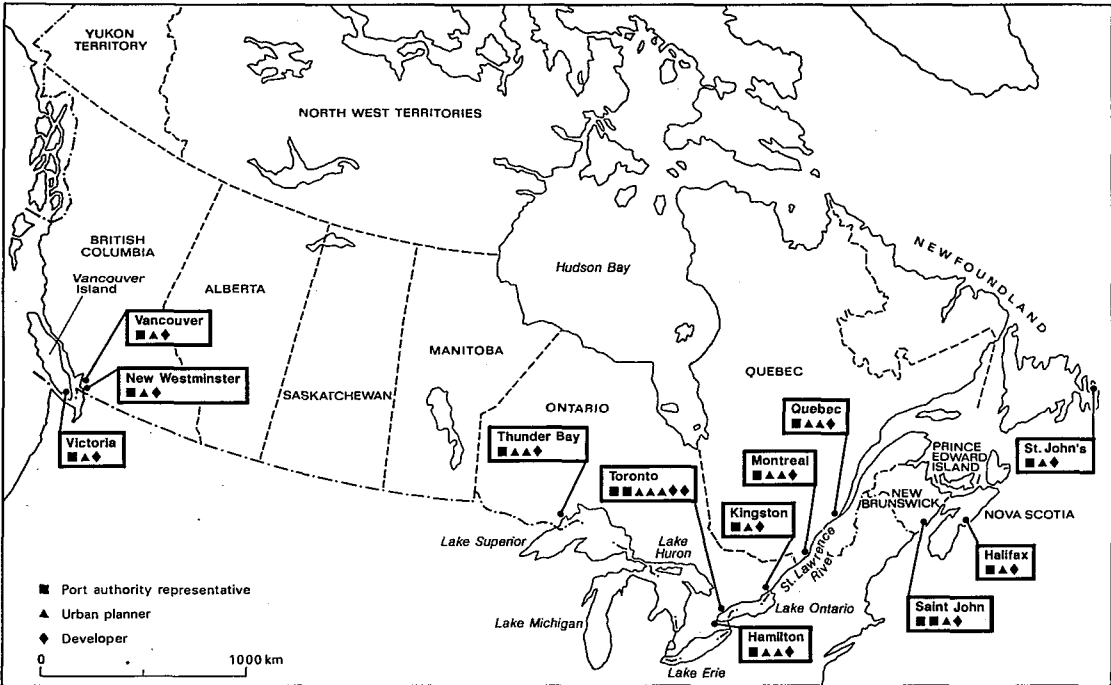 YUKON
TERRITORY
NORTH WEST TERRITORIES
BRITISH
COLUMBIA
Vancouver
Island
ALBERTA
Hudson Bay
NEWFOUNDLAND
Vancouver
■▲◆
New Westminster
■▲◆
Victoria
■▲◆
SASKATCHEWAN
MANITOBA
ONTARIO
QUEBEC
Thunder Bay
■▲▲◆
Toronto
■■▲▲▲◆◆
Kingston
■▲◆
Montreal
■▲▲◆
Quebec
■▲▲◆
PRINCE
EDWARD
ISLAND
NEW
BRUNSWICK
NOVA SCOTIA
St. John's
■▲◆
Halifax
■▲◆
Saint John
■■▲◆
Hamilton
■▲▲◆
Lake Superior
Lake
Huron
St. Lawrence
River
Lake Ontario
Lake Michigan
Lake Erie
■ Port authority representative
▲ Urban planner
◆ Developer
0 1000 km